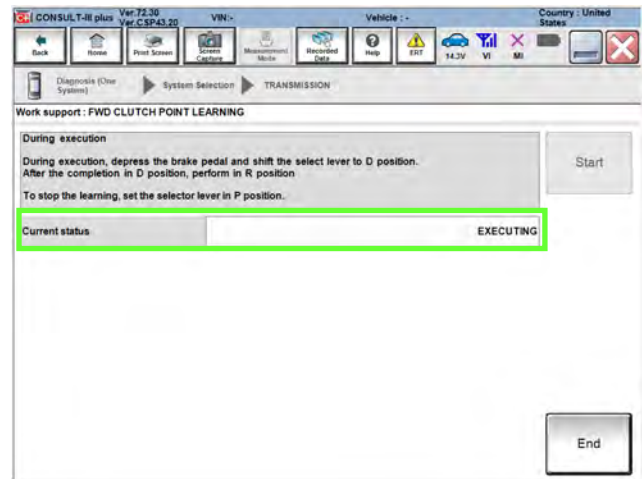 CONSULT-III plus Ver.72.30 VIN:- Vehicle : - Country : United
Ver.CSP43.20 States
Back Home Print Screen Screen Capture Measurement Mode Recorded Data Help ERT 14.3V VI MI
Diagnosis (One System) System Selection TRANSMISSION
Work support : FWD CLUTCH POINT LEARNING
During execution
During execution, depress the brake pedal and shift the select lever to D position.
After the completion in D position, perform in R position
To stop the learning, set the selector lever in P position.
Start
Current status EXECUTING
End